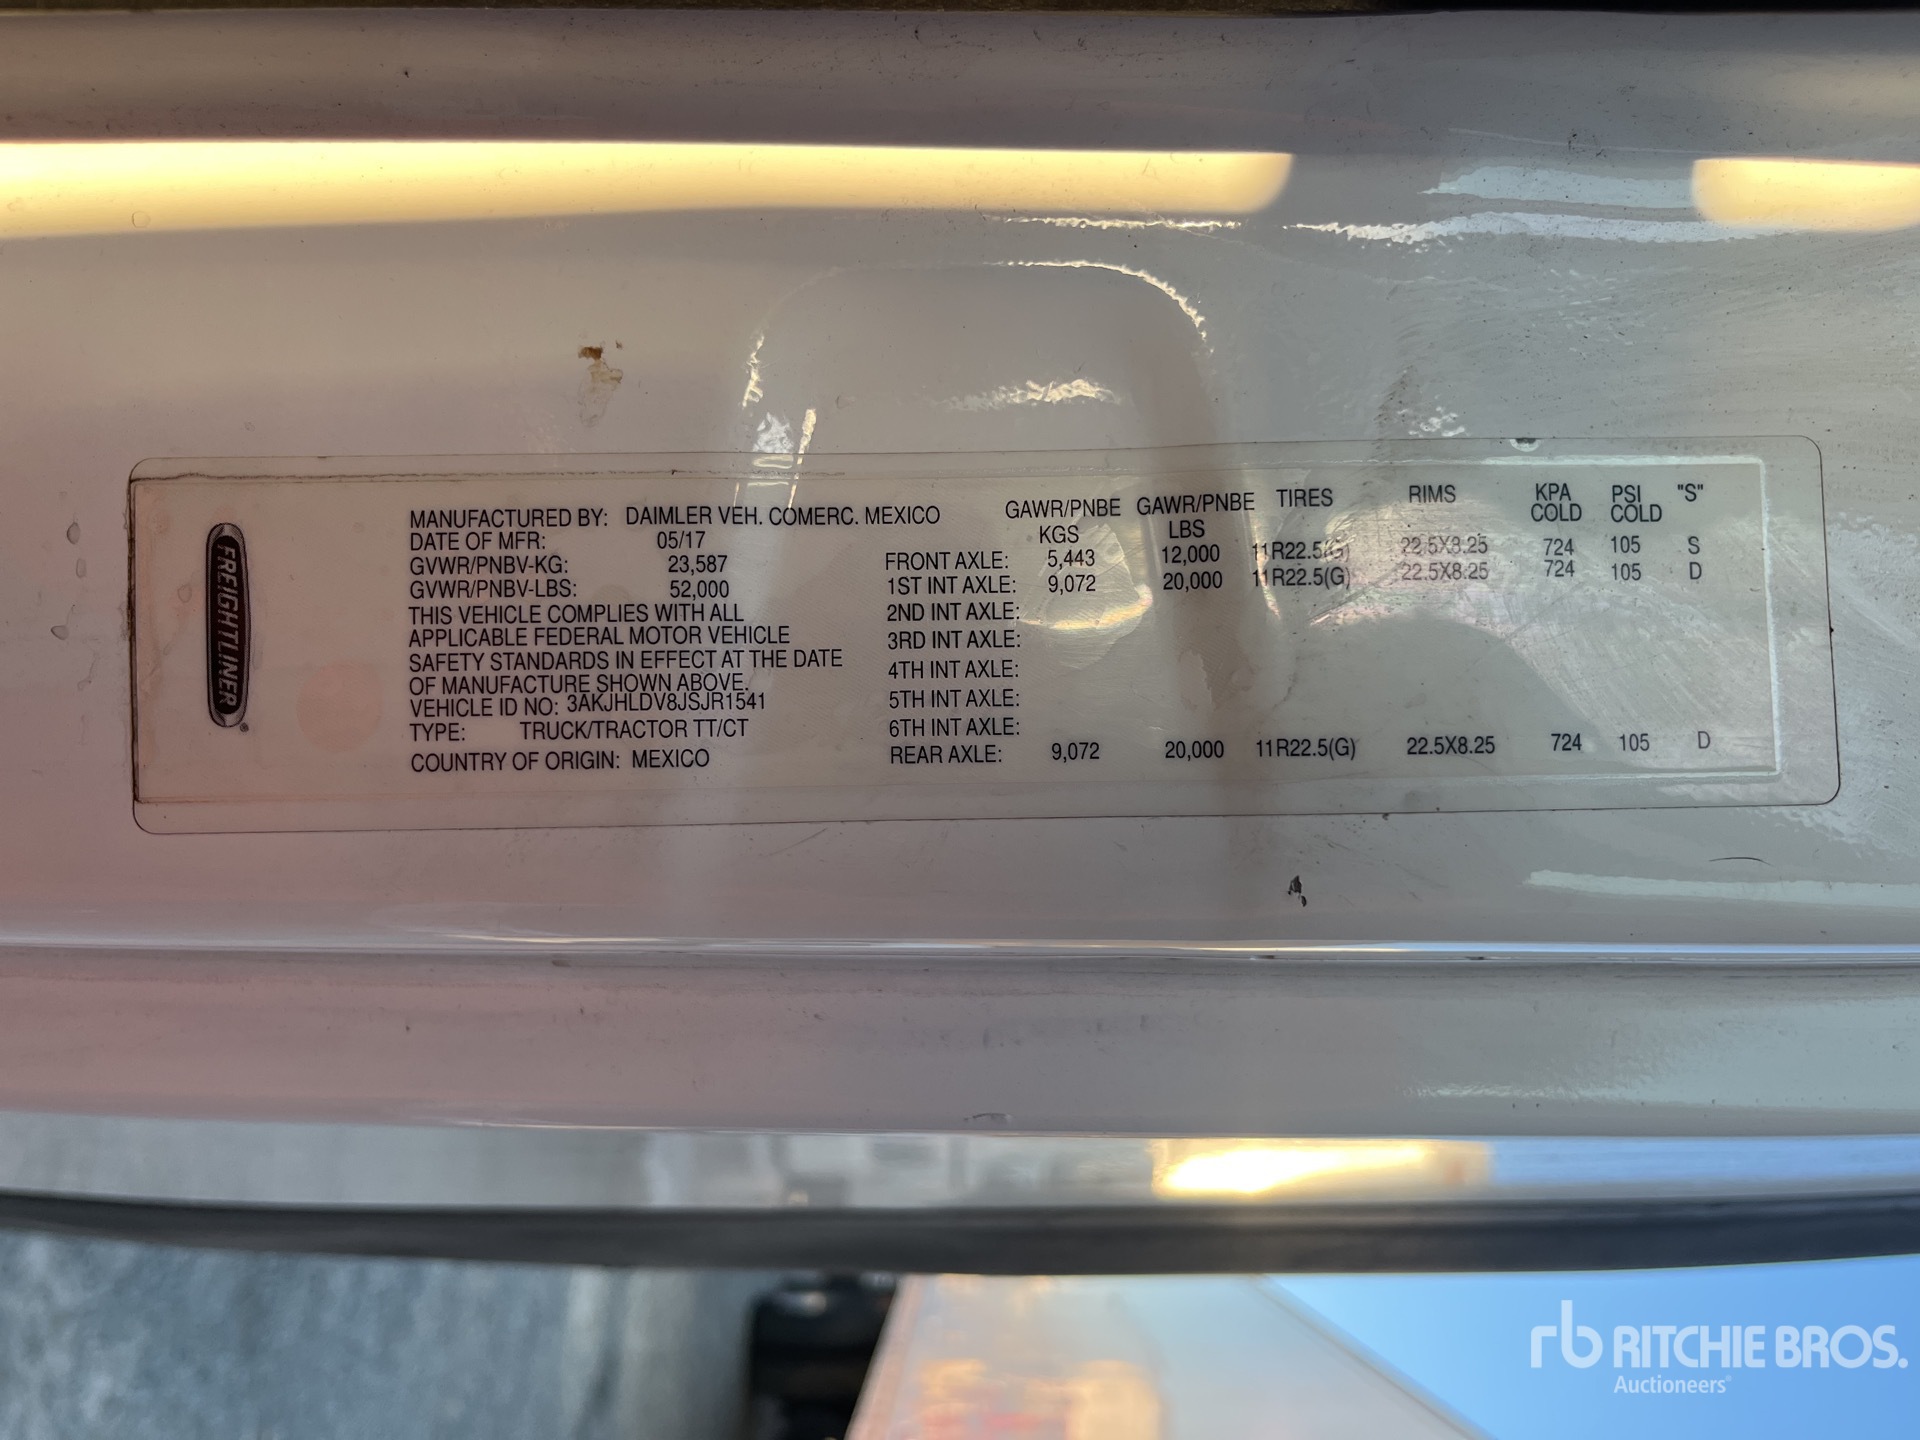 FREIGHTLINER®
MANUFACTURED BY: DAIMLER VEH. COMERC. MEXICO
DATE OF MFR: 05/17
GVWR/PNBV-KG: 23,587
GVWR/PNBV-LBS: 52,000
THIS VEHICLE COMPLIES WITH ALL
APPLICABLE FEDERAL MOTOR VEHICLE
SAFETY STANDARDS IN EFFECT AT THE DATE
OF MANUFACTURE SHOWN ABOVE.
VEHICLE ID NO: 3AKJHLDV8JSJR1541
TYPE: TRUCK/TRACTOR TT/CT
COUNTRY OF ORIGIN: MEXICO
GAWR/PNBE GAWR/PNBE TIRES RIMS KPA PSI "S"
KGS LBS COLD COLD
FRONT AXLE: 5,443 12,000 11R22.5(G) 22.5X8.25 724 105 S
1ST INT AXLE: 9,072 20,000 11R22.5(G) 22.5X8.25 724 105 D
2ND INT AXLE:
3RD INT AXLE:
4TH INT AXLE:
5TH INT AXLE:
6TH INT AXLE:
REAR AXLE: 9,072 20,000 11R22.5(G) 22.5X8.25 724 105 D
rb RITCHIE BROS.
Auctioneers®